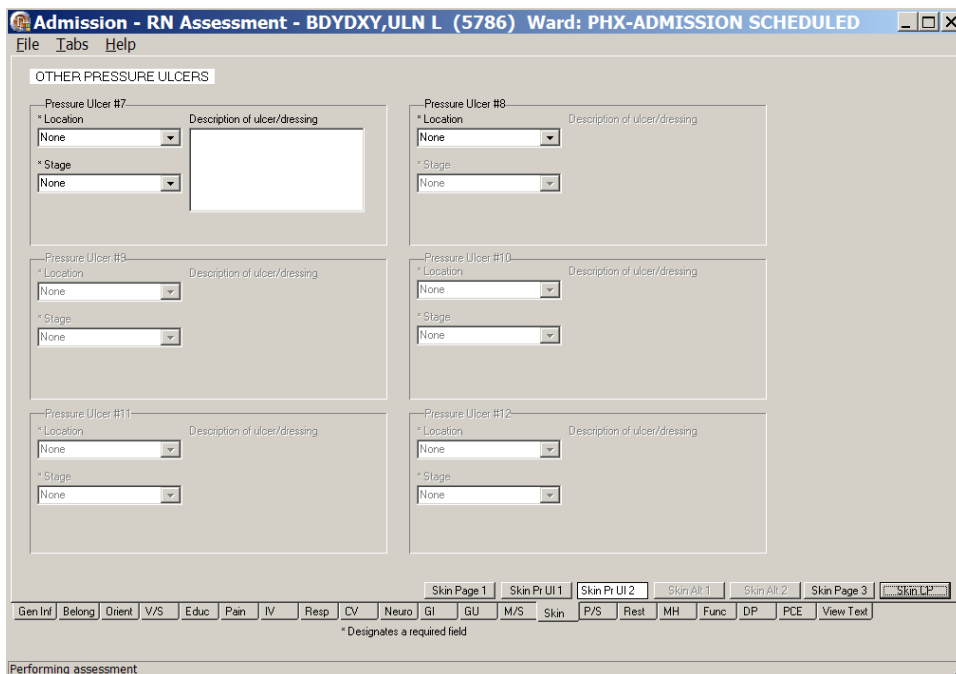 Admission - RN Assessment - BDYDXY,ULN L (5786) Ward: PHX-ADMISSION SCHEDULED
File Tabs Help
OTHER PRESSURE ULCERS
Pressure Ulcer #7
* Location Description of ulcer/dressing
None
* Stage
None
Pressure Ulcer #8
* Location Description of ulcer/dressing
None
* Stage
None
Pressure Ulcer #9
* Location Description of ulcer/dressing
None
* Stage
None
Pressure Ulcer #10
* Location Description of ulcer/dressing
None
* Stage
None
Pressure Ulcer #11
* Location Description of ulcer/dressing
None
* Stage
None
Pressure Ulcer #12
* Location Description of ulcer/dressing
None
* Stage
None
Skin Page 1 Skin Pr Ul 1 Skin Pr Ul 2 Skin Alt 1 Skin Alt 2 Skin Page 3 Skin CP
Gen Inf Belong Orient V/S Educ Pain IV Resp CV Neuro GI GU M/S Skin P/S Rest MH Func DP PCE View Text
* Designates a required field
Performing assessment